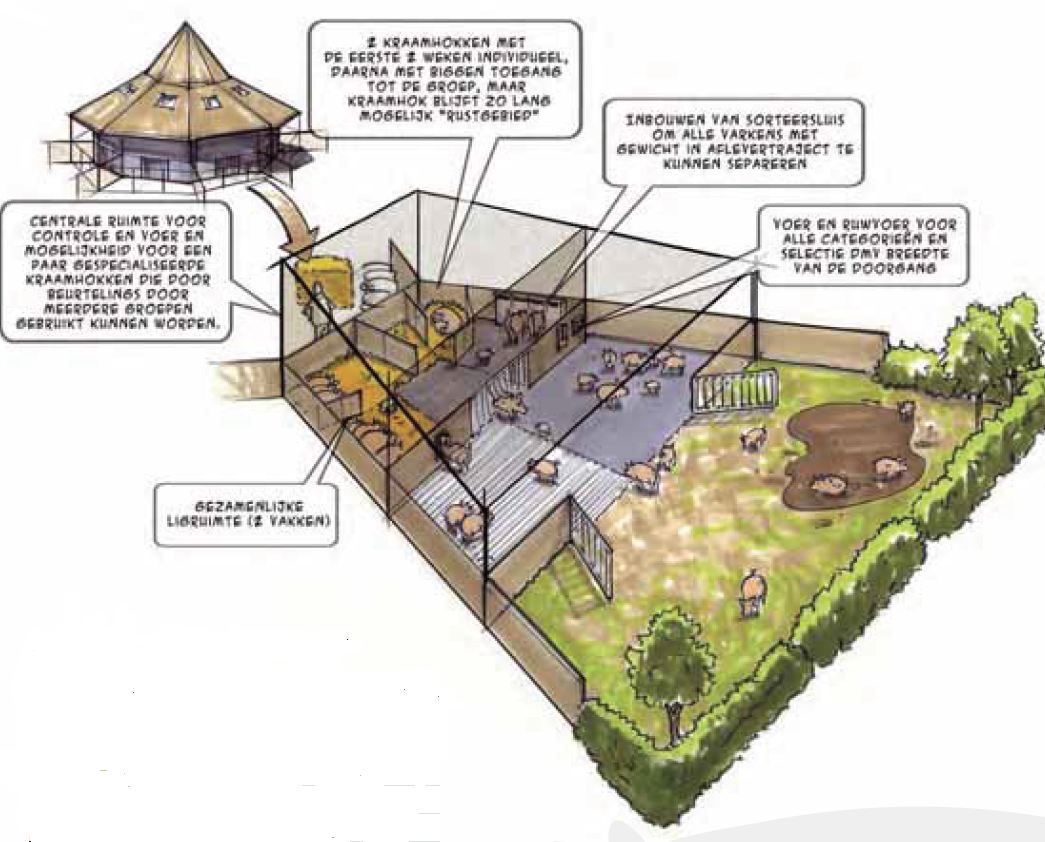 2 KRAAMHOKKEN MET
DE EERSTE 2 WEKEN INDIVIDUEEL,
DAARNA MET BIGGEN TOEGANG
TOT DE GROEP, MAAR
KRAAMHOK BLIJFT ZO LANG
MOGELIJK "RUSTGEBIED"
INBOUWEN VAN SORTEERSLUIS
OM ALLE VARKENS MET
GEWICHT IN AFLEVERTRAJECT TE
KUNNEN SEPAREREN
CENTRALE RUIMTE VOOR
CONTROLE EN VOER EN
MOGELIJKHEID VOOR EEN
PAAR GESPECIALISEERDE
KRAAMHOKKEN DIE DOOR
BEURTELINGS DOOR
MEERDERE GROEPEN
GEBRUIKT KUNNEN WORDEN.
VOER EN RUWVOER VOOR
ALLE CATEGORIEËN EN
SELECTIE DMV BREEDTE
VAN DE DOORGANG
GEZAMENLIJKE
LIGRUIMTE (2 VAKKEN)